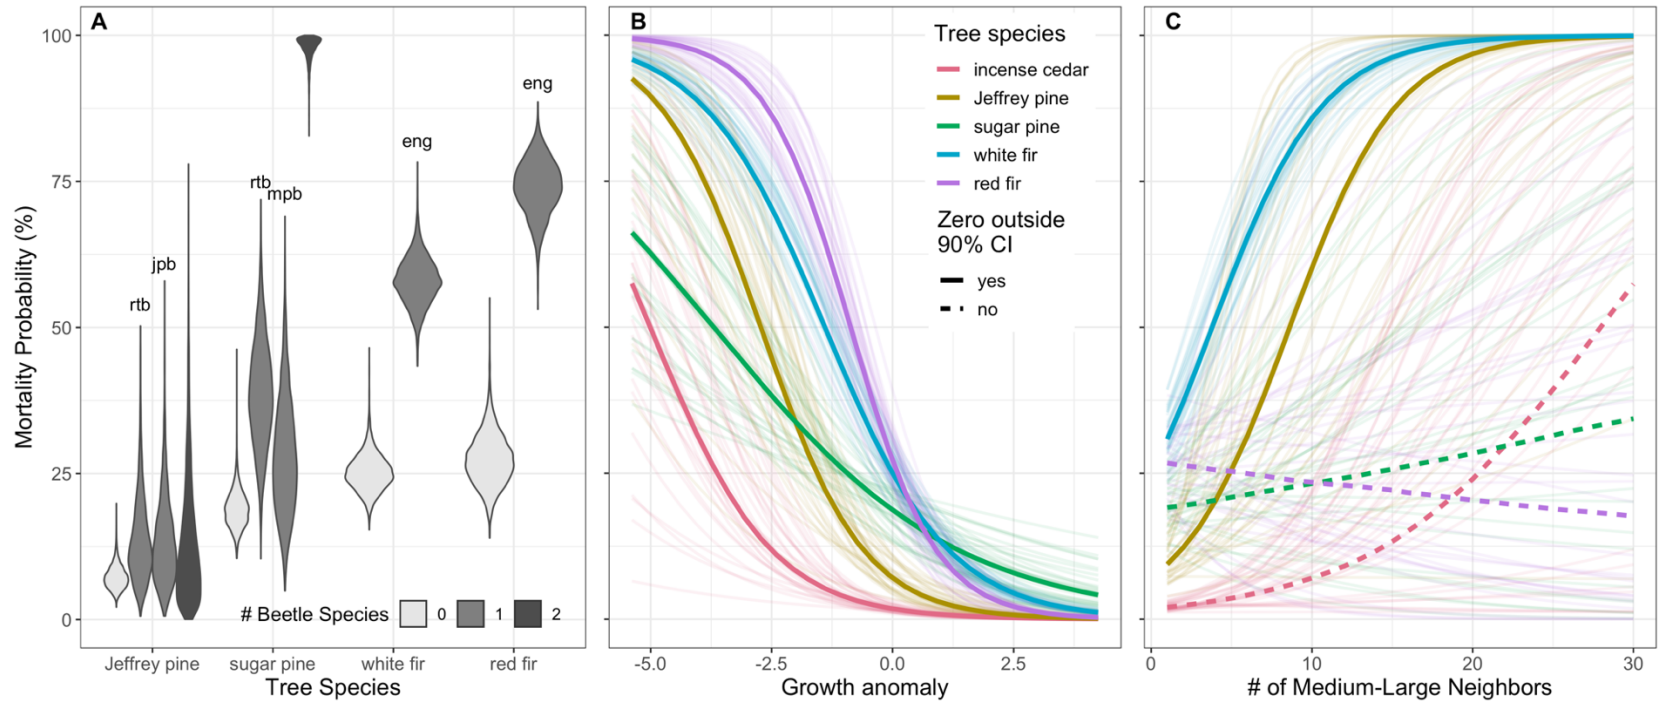 A
B
C
Mortality Probability (%)
100
75
50
25
0
rtb
jpb
rtb
mpb
eng
eng
# Beetle Species 0 1 2
Jeffrey pine sugar pine white fir red fir
Tree Species
Tree species
incense cedar
Jeffrey pine
sugar pine
white fir
red fir
Zero outside
90% CI
yes
no
-5.0 -2.5 0.0 2.5
Growth anomaly
0 10 20 30
# of Medium-Large Neighbors